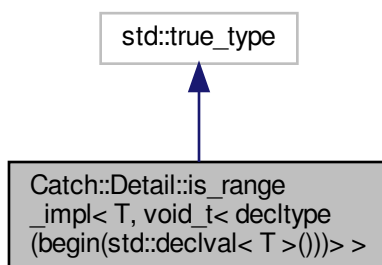 std::true_type
Catch::Detail::is_range
_impl< T, void_t< decltype
(begin(std::declval< T >()))> >